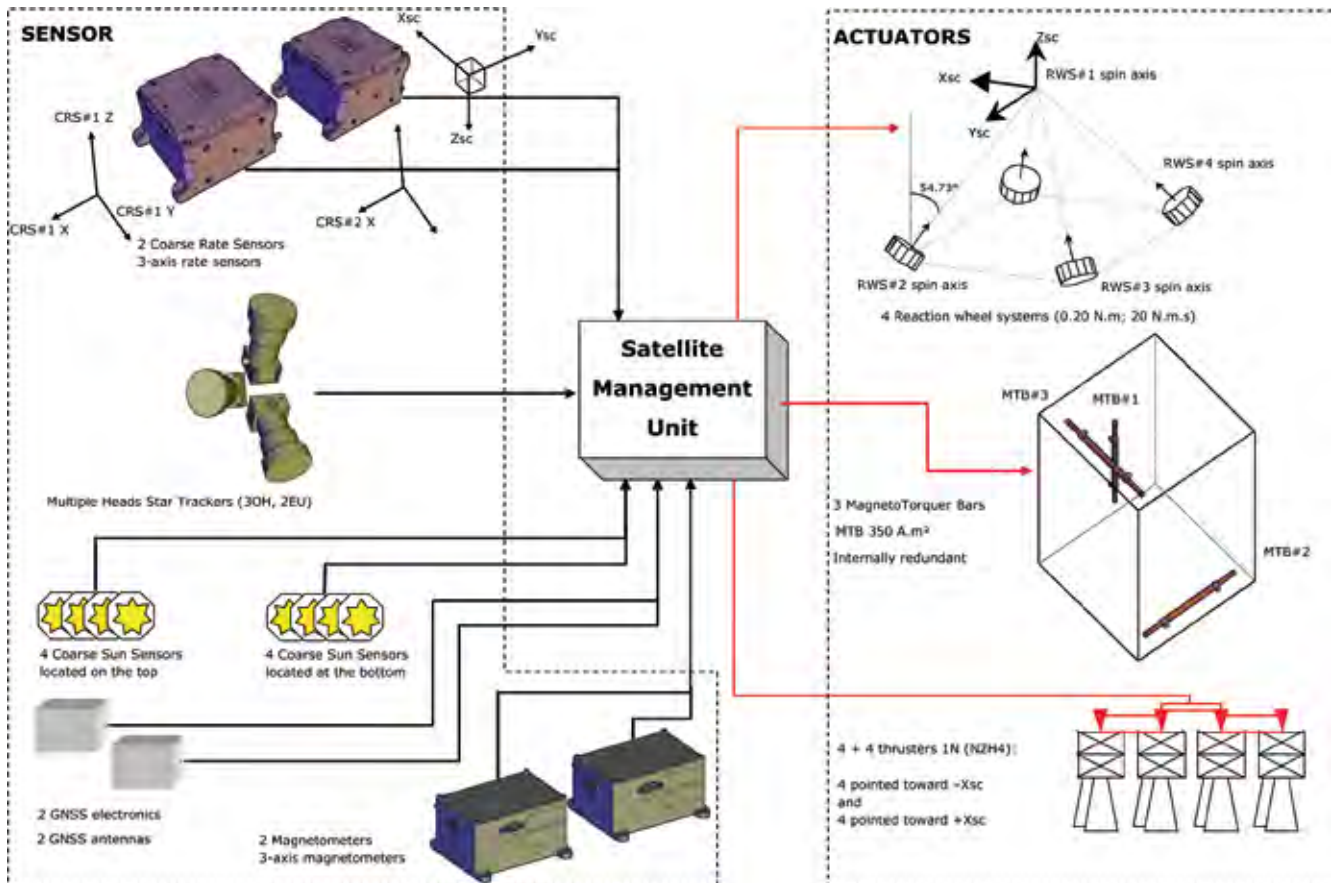 SENSOR
Xsc
Ysc
Zsc
CRS#1 Z
CRS#1 Y
CRS#1 X
CRS#2 X
2 Coarse Rate Sensors
3-axis rate sensors
Multiple Heads Star Trackers (3OH, 2EU)
4 Coarse Sun Sensors
located on the top
4 Coarse Sun Sensors
located at the bottom
2 GNSS electronics
2 GNSS antennas
2 Magnetometers
3-axis magnetometers
Satellite
Management
Unit
ACTUATORS
Zsc
RWS#1 spin axis
Xsc
Ysc
RWS#4 spin axis
54.73°
RWS#2 spin axis
RWS#3 spin axis
4 Reaction wheel systems (0.20 N.m; 20 N.m.s)
MTB#3
MTB#1
3 MagnetoTorquer Bars
MTB 350 A.m²
Internally redundant
MTB#2
4 + 4 thrusters 1N (N2H4):
4 pointed toward –Xsc
and
4 pointed toward +Xsc